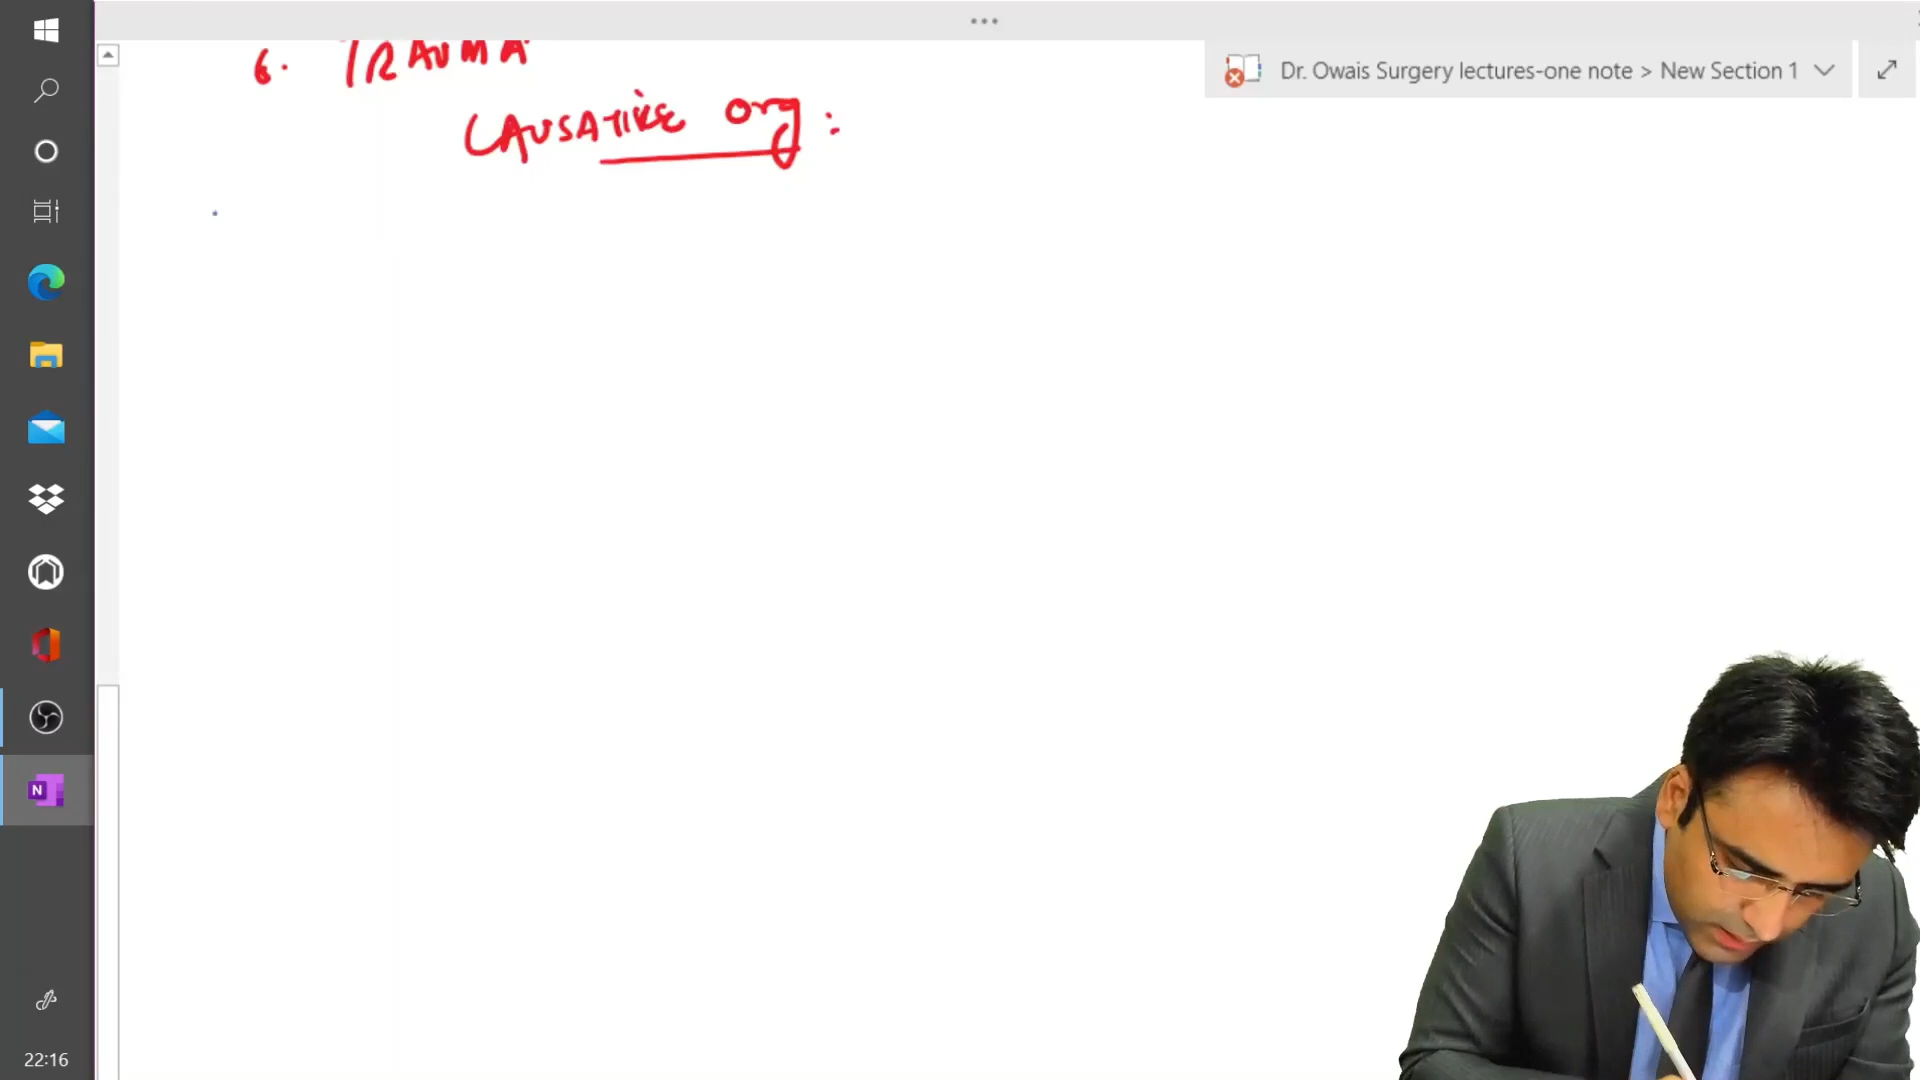 ...
Dr. Owais Surgery lectures-one note > New Section 1
6. TRAUMA
CAUSATIVE Org:
N
22:16